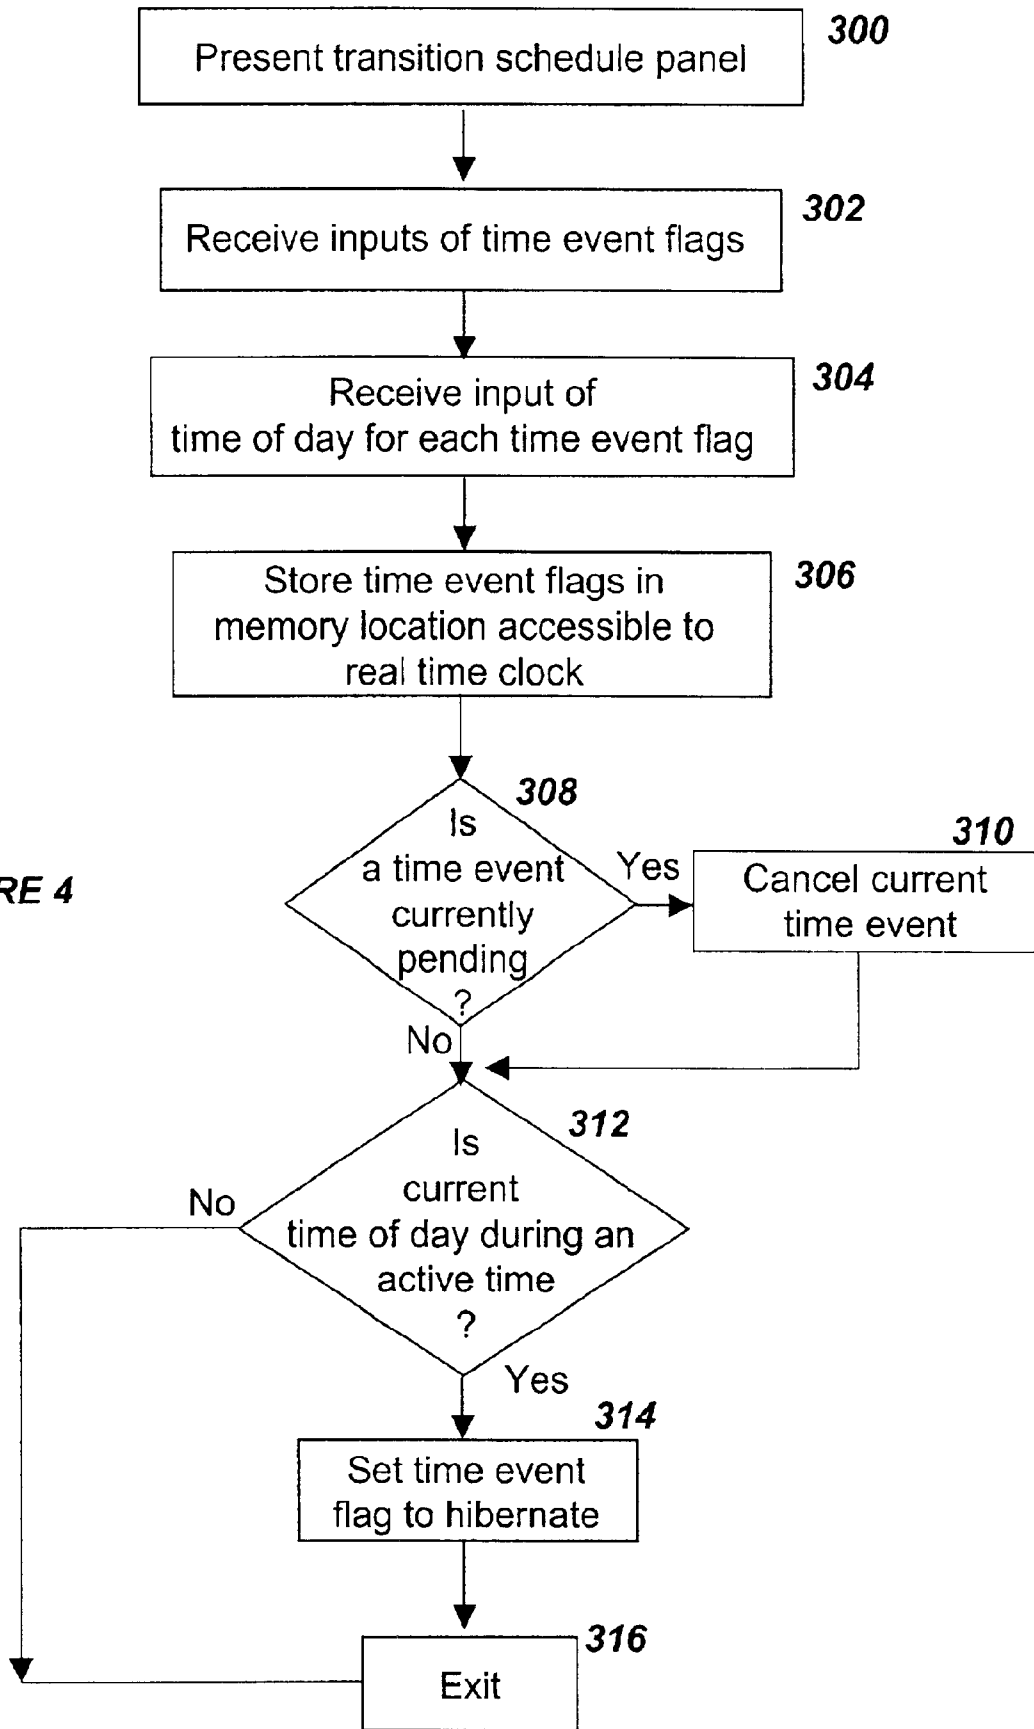 300
Present transition schedule panel
302
Receive inputs of time event flags
304
Receive input of
time of day for each time event flag
306
Store time event flags in
memory location accessible to
real time clock
308
Is
a time event
currently
pending
?
Yes
310
Cancel current
time event
RE 4
No
312
Is
current
time of day during an
active time
?
No
Yes
314
Set time event
flag to hibernate
316
Exit